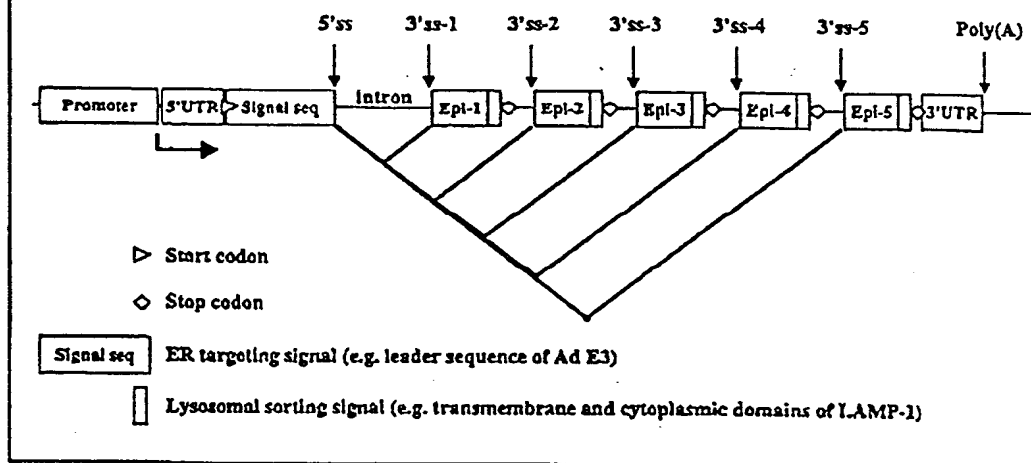 5'ss 3'ss-1 3'ss-2 3'ss-3 3'ss-4 3'ss-5 Poly(A)
Promoter 5'UTR Signal seq intron Epi-1 Epi-2 Epi-3 Epi-4 Epi-5 3'UTR
Start codon
Stop codon
Signal seq ER targeting signal (e.g. leader sequence of Ad E3)
Lysosomal sorting signal (e.g. transmembrane and cytoplasmic domains of LAMP-1)